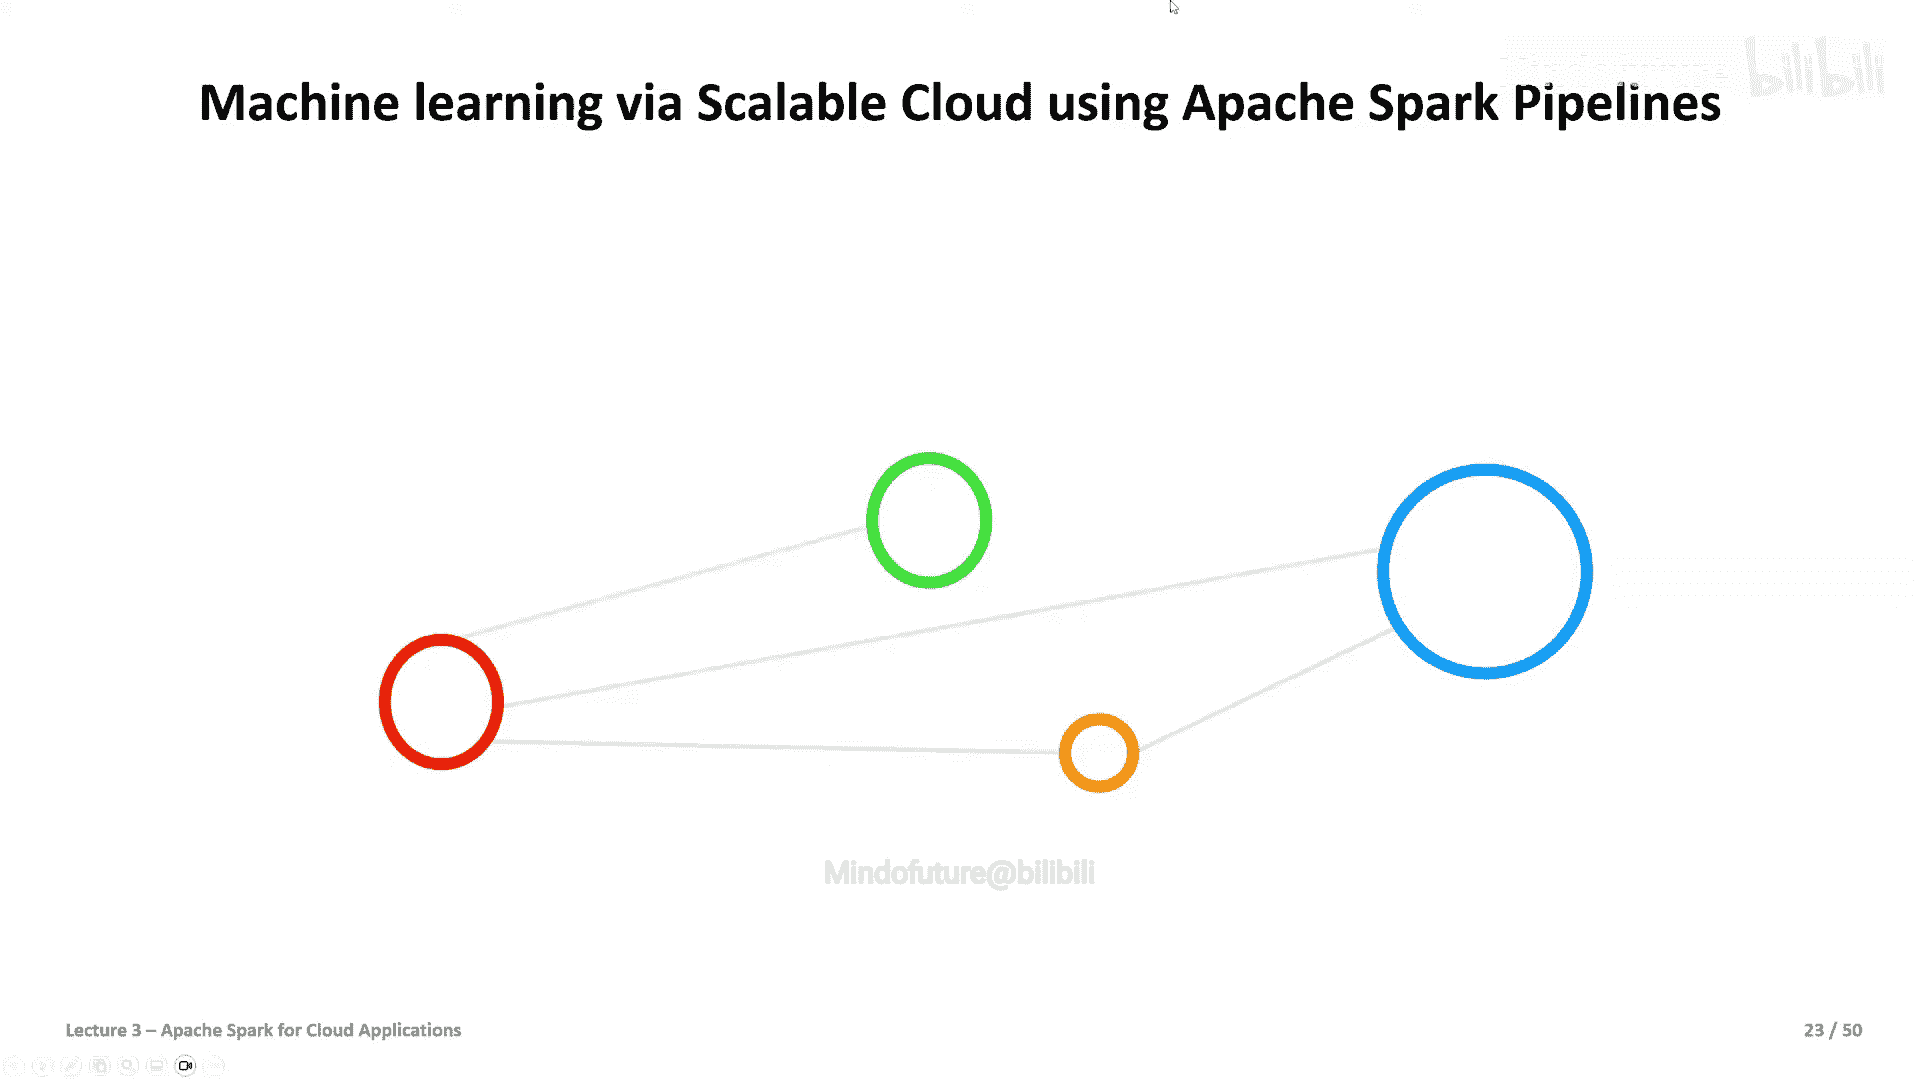 bilibili
Machine learning via Scalable Cloud using Apache Spark Pipelines
Mindofuture@bilibili
Lecture 3 – Apache Spark for Cloud Applications
23 / 50